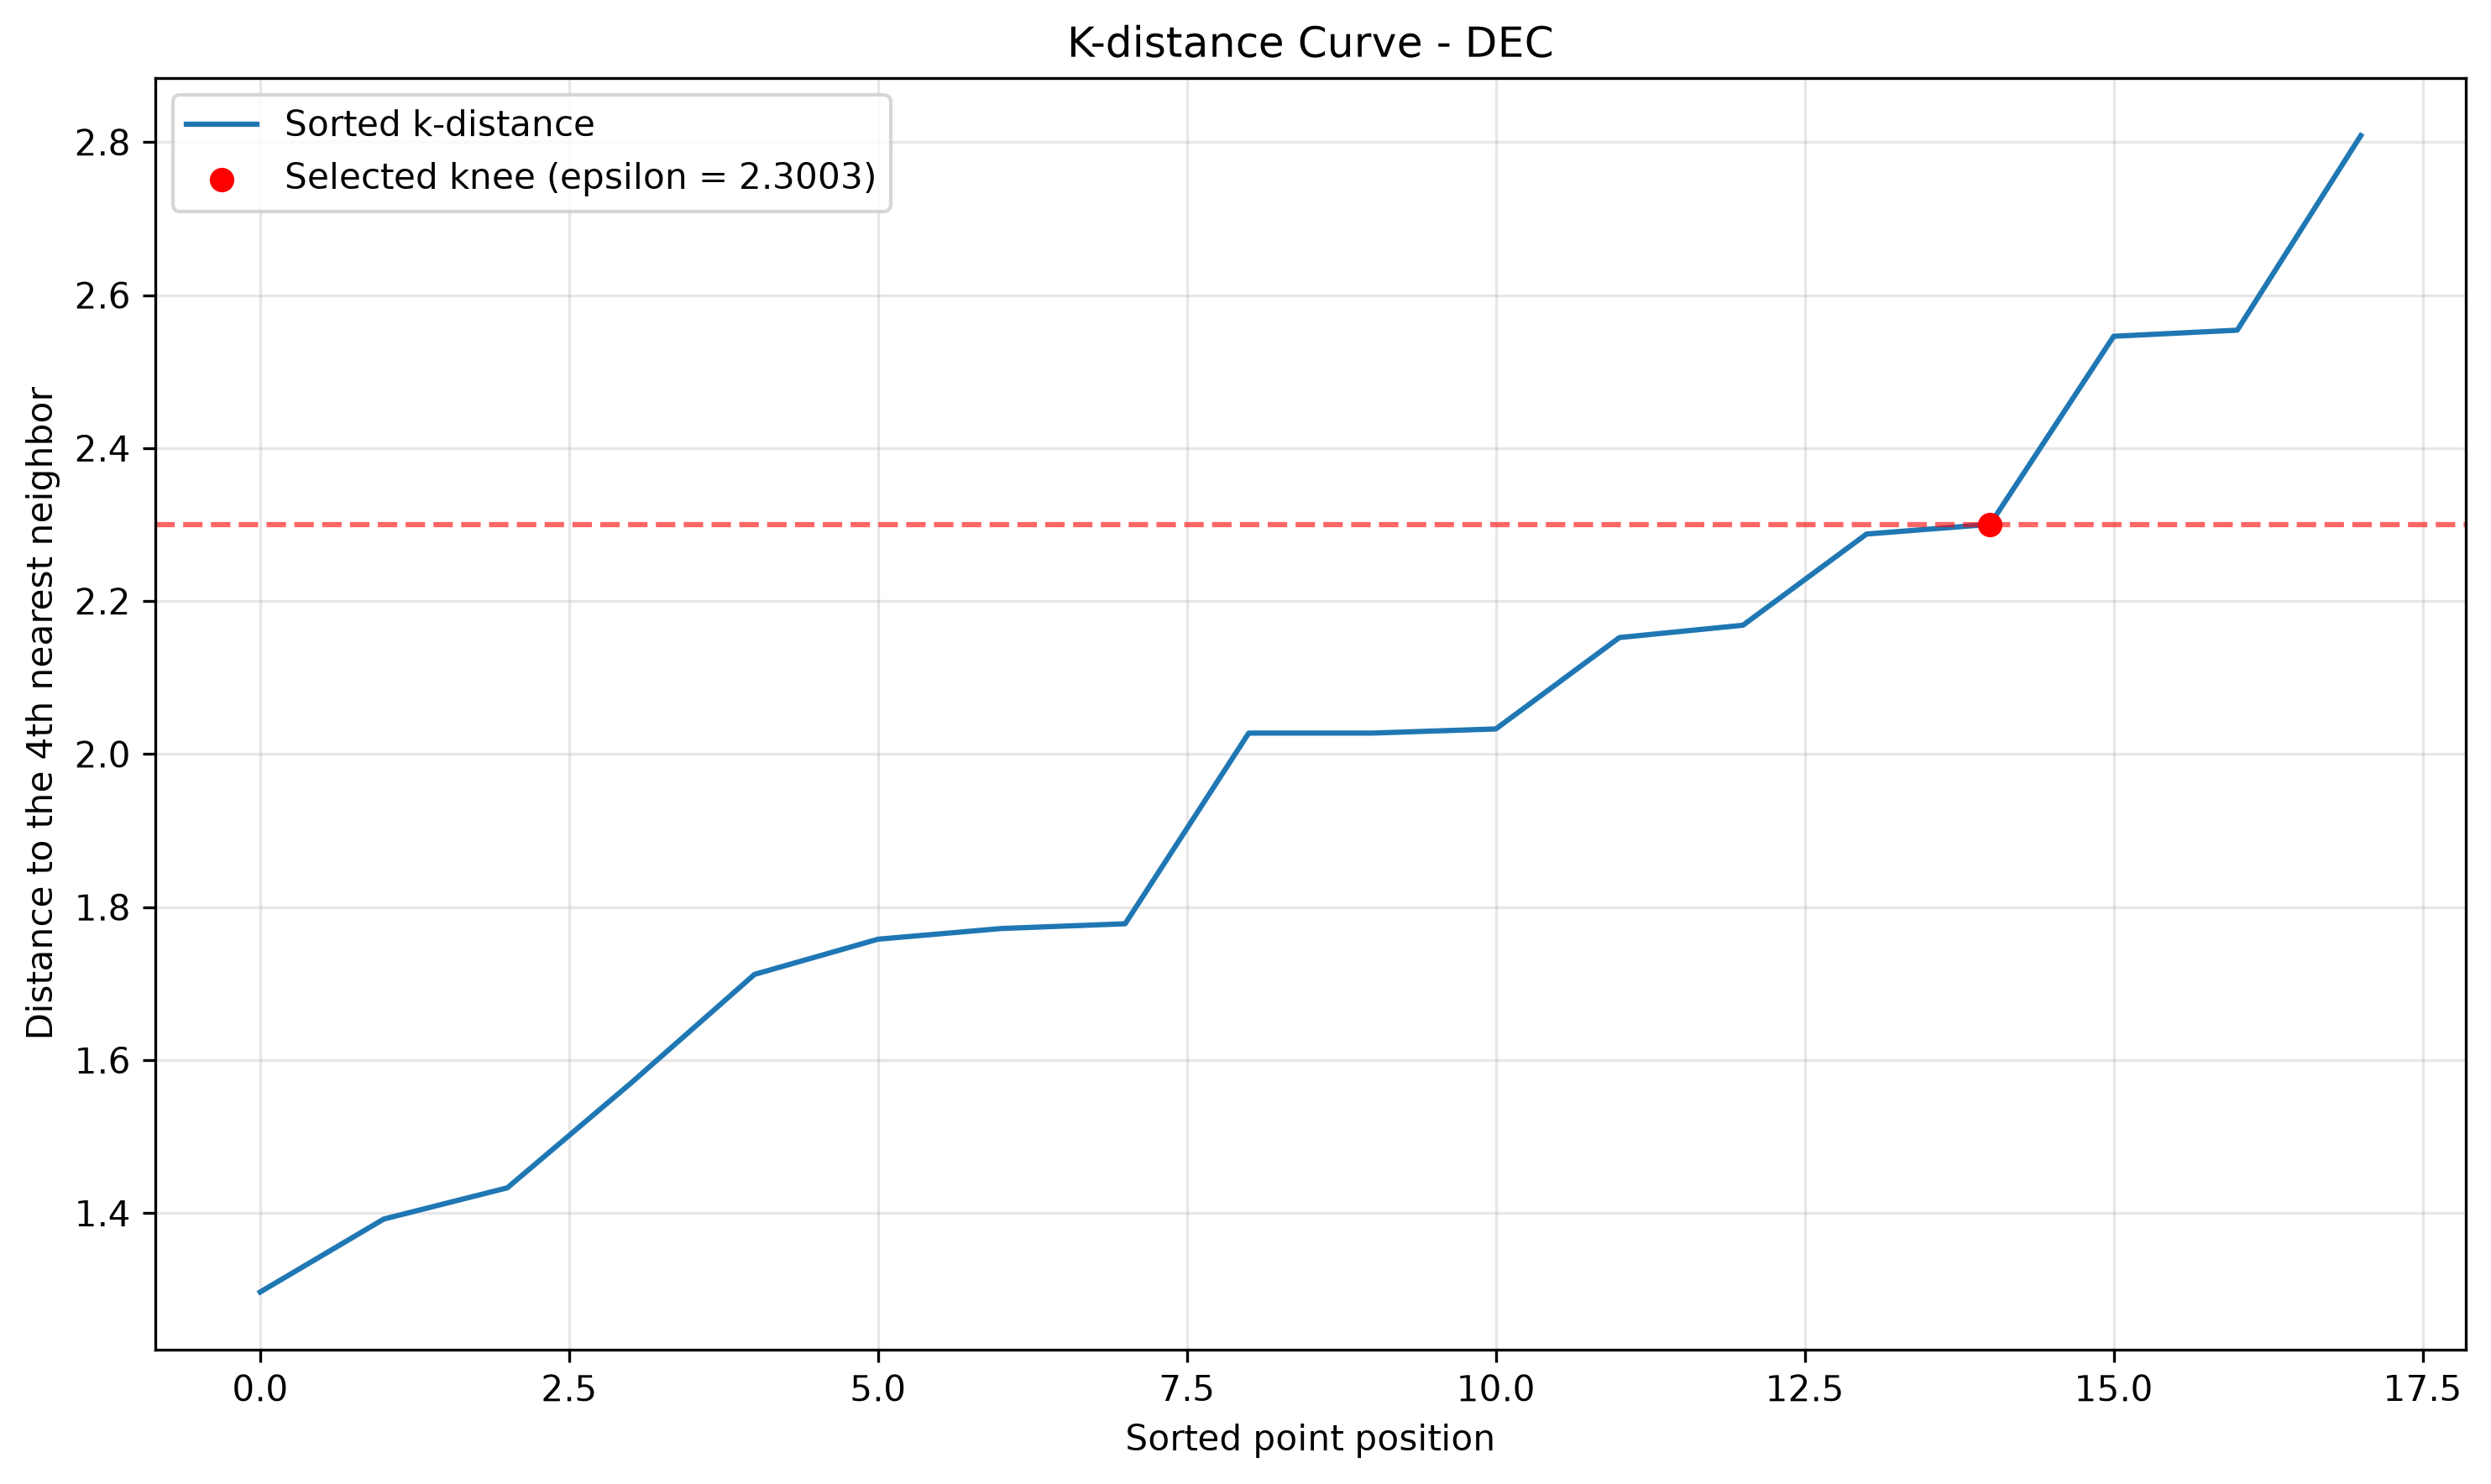 K-distance Curve - DEC
Sorted k-distance
Selected knee (epsilon = 2.3003)
Distance to the 4th nearest neighbor
2.8
2.6
2.4
2.2
2.0
1.8
1.6
1.4
0.0 2.5 5.0 7.5 10.0 12.5 15.0 17.5
Sorted point position